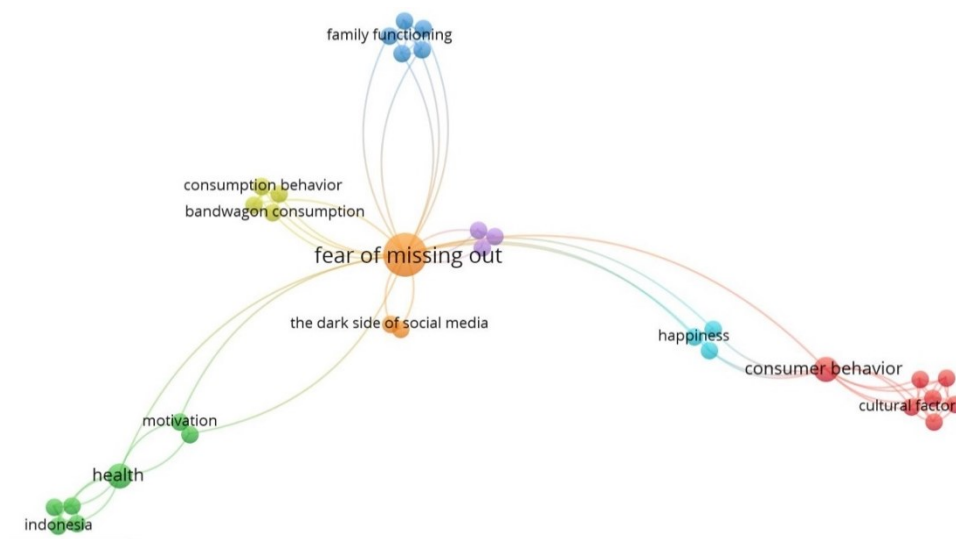 family functioning
consumption behavior
bandwagon consumption
fear of missing out
the dark side of social media
happiness
consumer behavior
cultural factor
motivation
health
indonesia